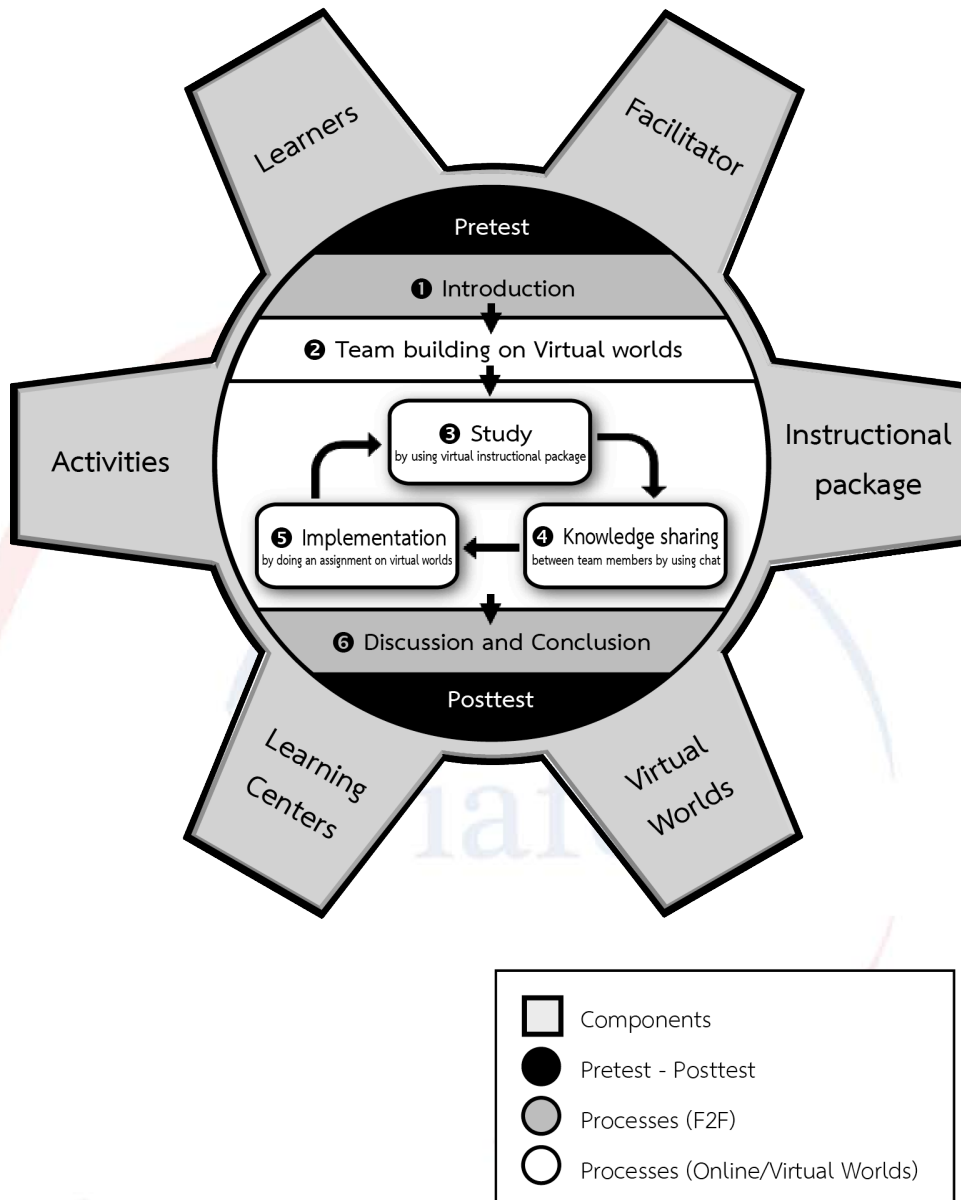 Learners
Facilitator
Pretest
❶ Introduction
❷ Team building on Virtual worlds
❸ Study
by using virtual instructional package
Activities
Instructional
package
❺ Implementation
by doing an assignment on virtual worlds
❹ Knowledge sharing
between team members by using chat
❻ Discussion and Conclusion
Posttest
Learning
Centers
Virtual
Worlds
Components
Pretest - Posttest
Processes (F2F)
Processes (Online/Virtual Worlds)